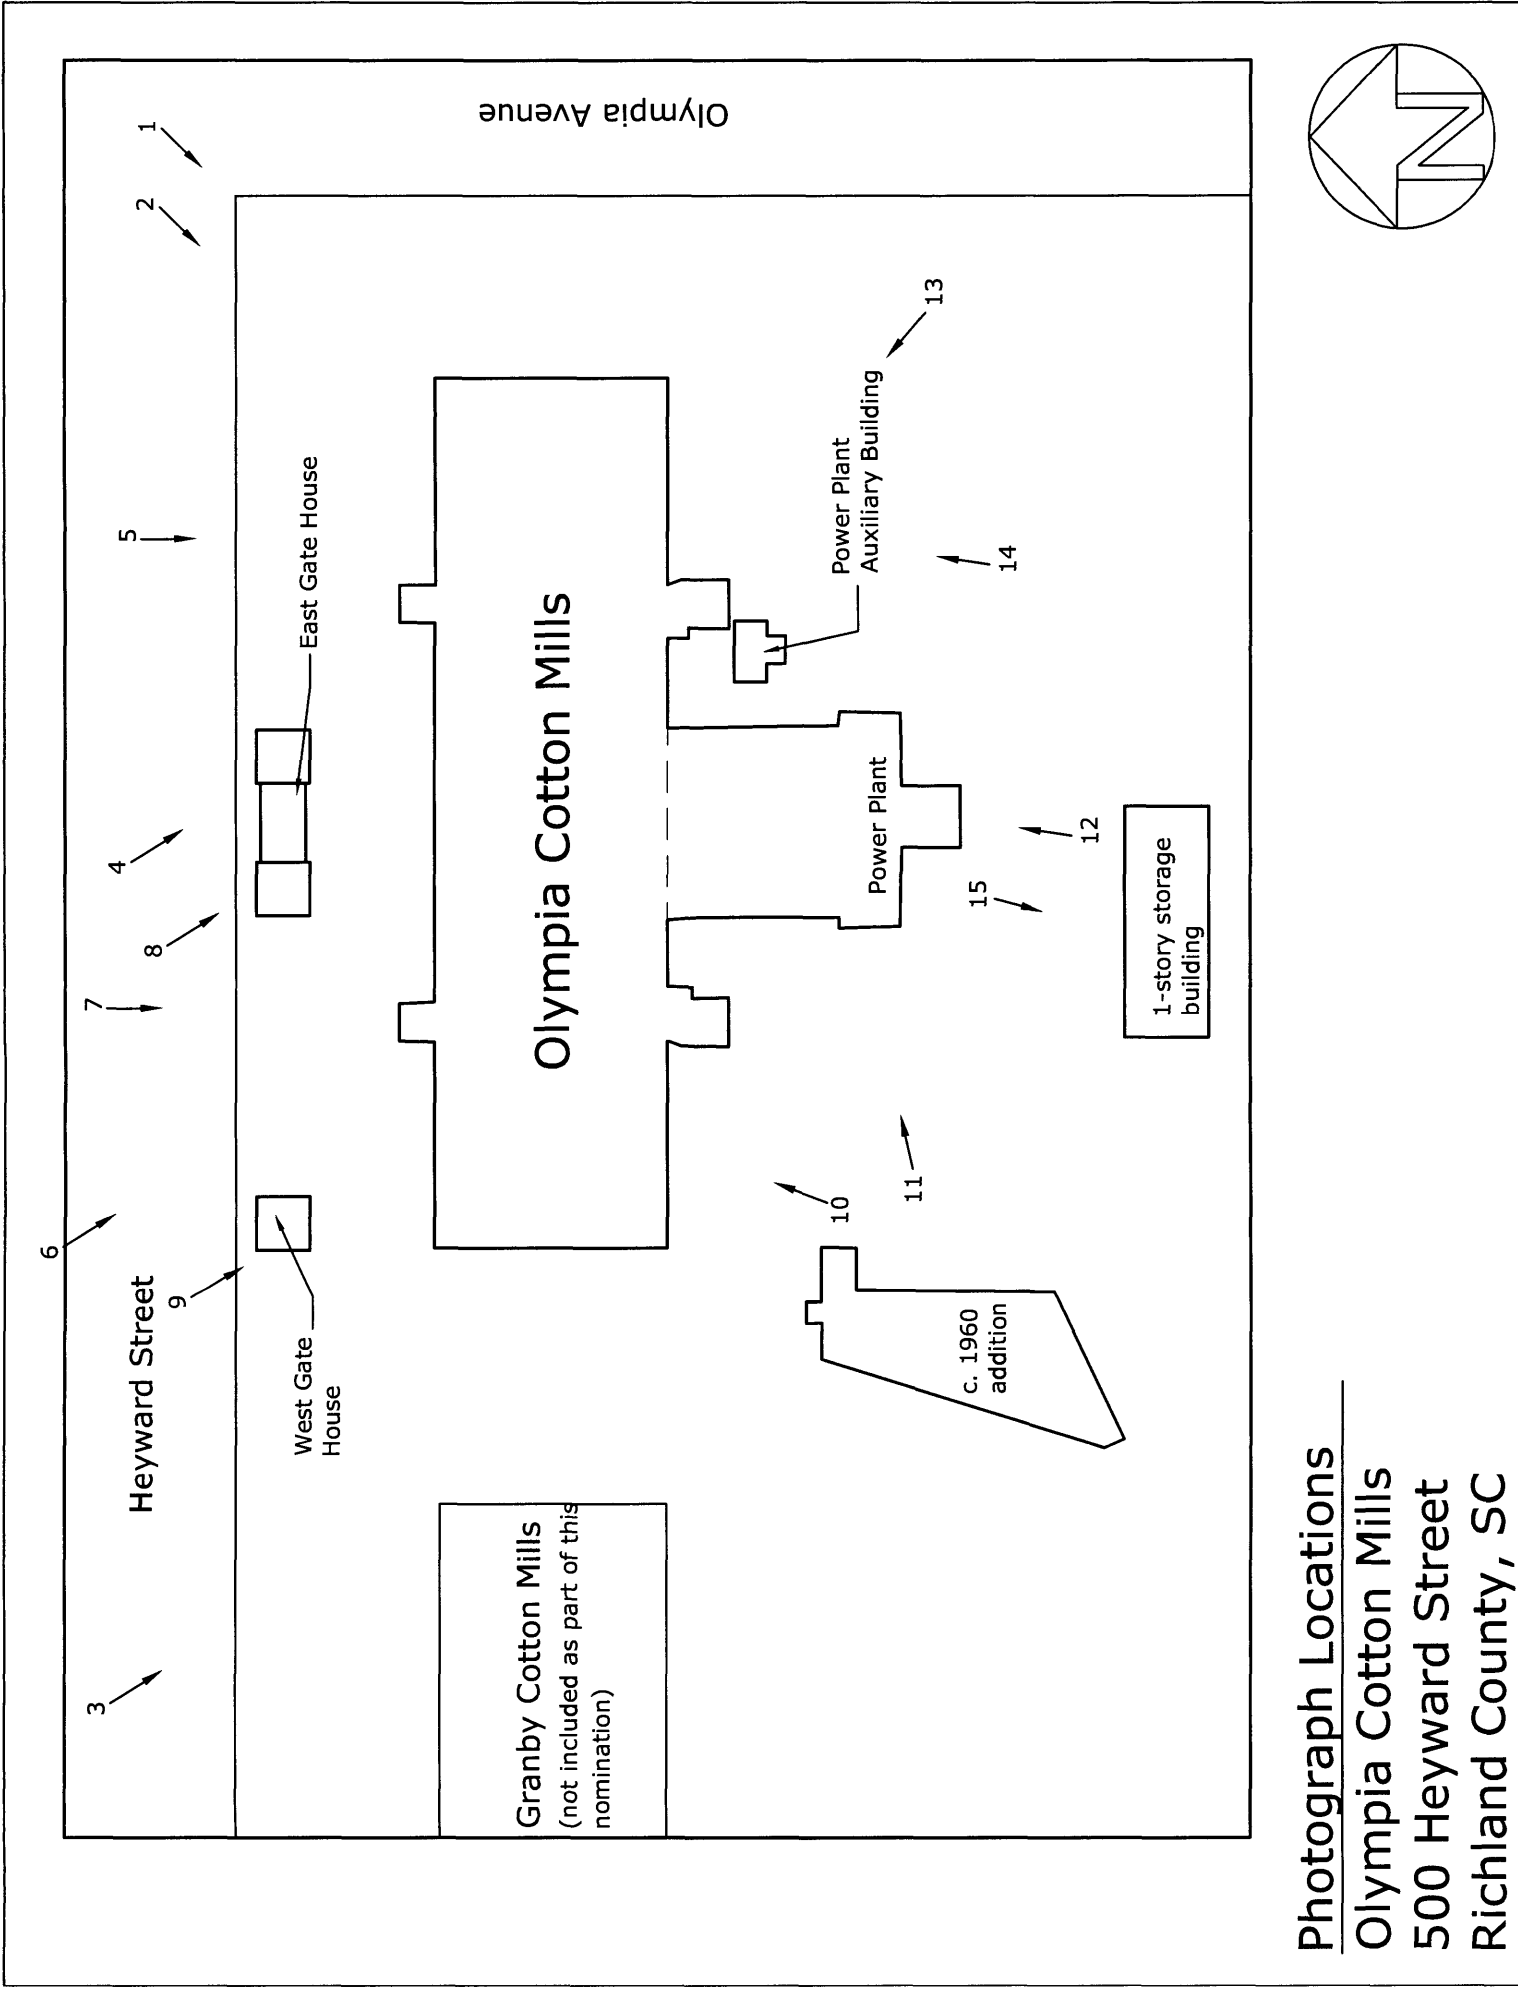 6
7
3
4
5
8
1
2
Heyward Street
9
West Gate
House
East Gate House
Olympia Avenue
Granby Cotton Mills
(not included as part of this
nomination)
Olympia Cotton Mills
Power Plant
Auxiliary Building
13
10
11
Power Plant
14
c. 1960
addition
15
12
1-story storage
building
N
Photograph Locations
Olympia Cotton Mills
500 Heyward Street
Richland County, SC